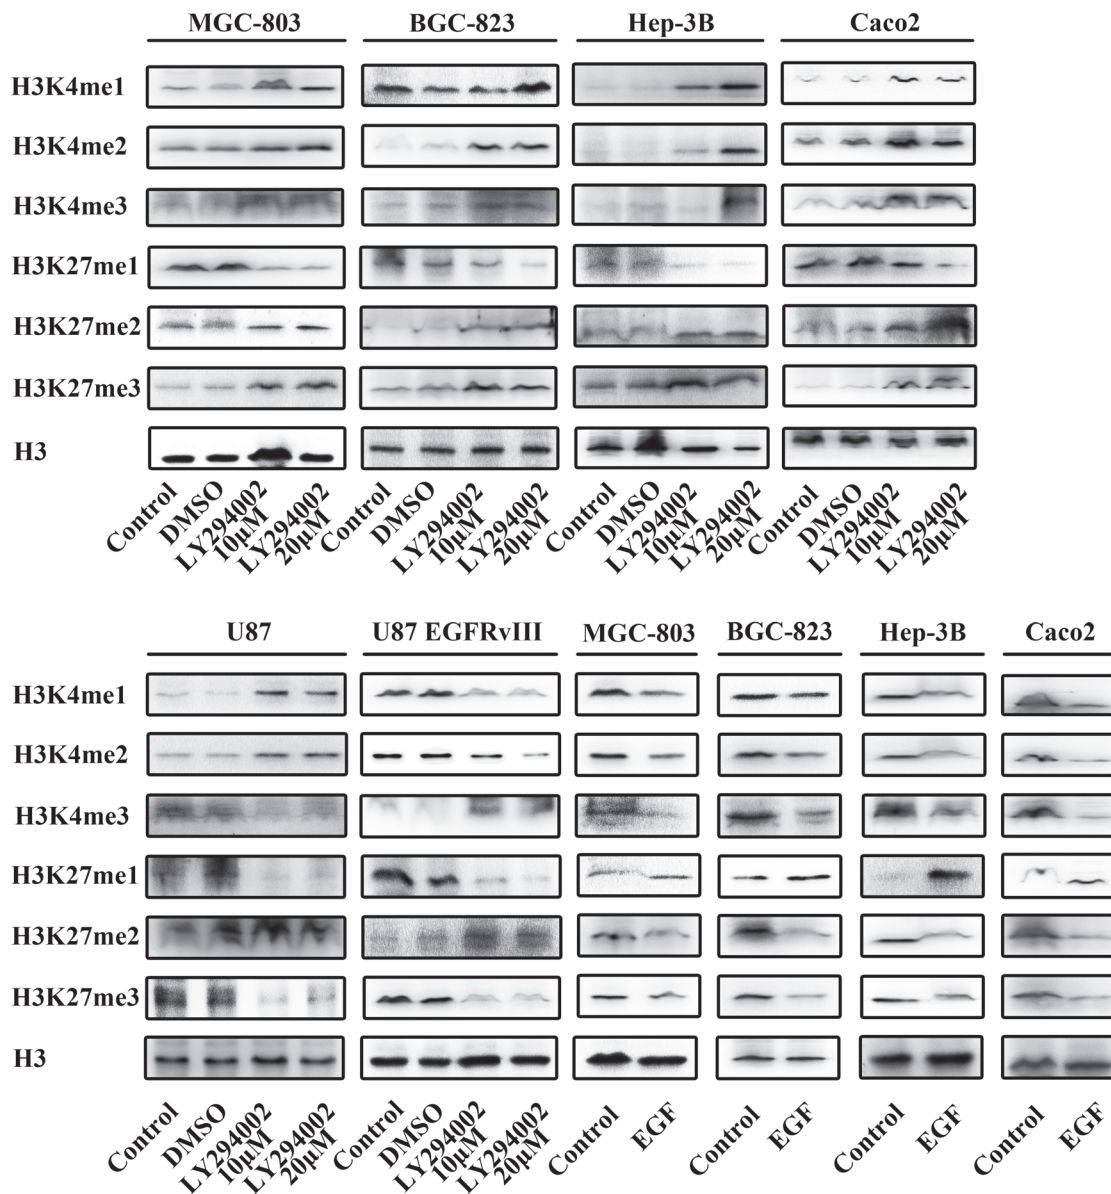 MGC-803 BGC-823 Hep-3B Caco2
H3K4me1
H3K4me2
H3K4me3
H3K27me1
H3K27me2
H3K27me3
H3
Control DMSO LY294002 10μM LY294002 20μM Control DMSO LY294002 10μM LY294002 20μM Control DMSO LY294002 10μM LY294002 20μM Control DMSO LY294002 10μM LY294002 20μM
U87 U87 EGFRvIII MGC-803 BGC-823 Hep-3B Caco2
H3K4me1
H3K4me2
H3K4me3
H3K27me1
H3K27me2
H3K27me3
H3
Control DMSO LY294002 10μM LY294002 20μM Control DMSO LY294002 10μM LY294002 20μM Control EGF Control EGF Control EGF Control EGF